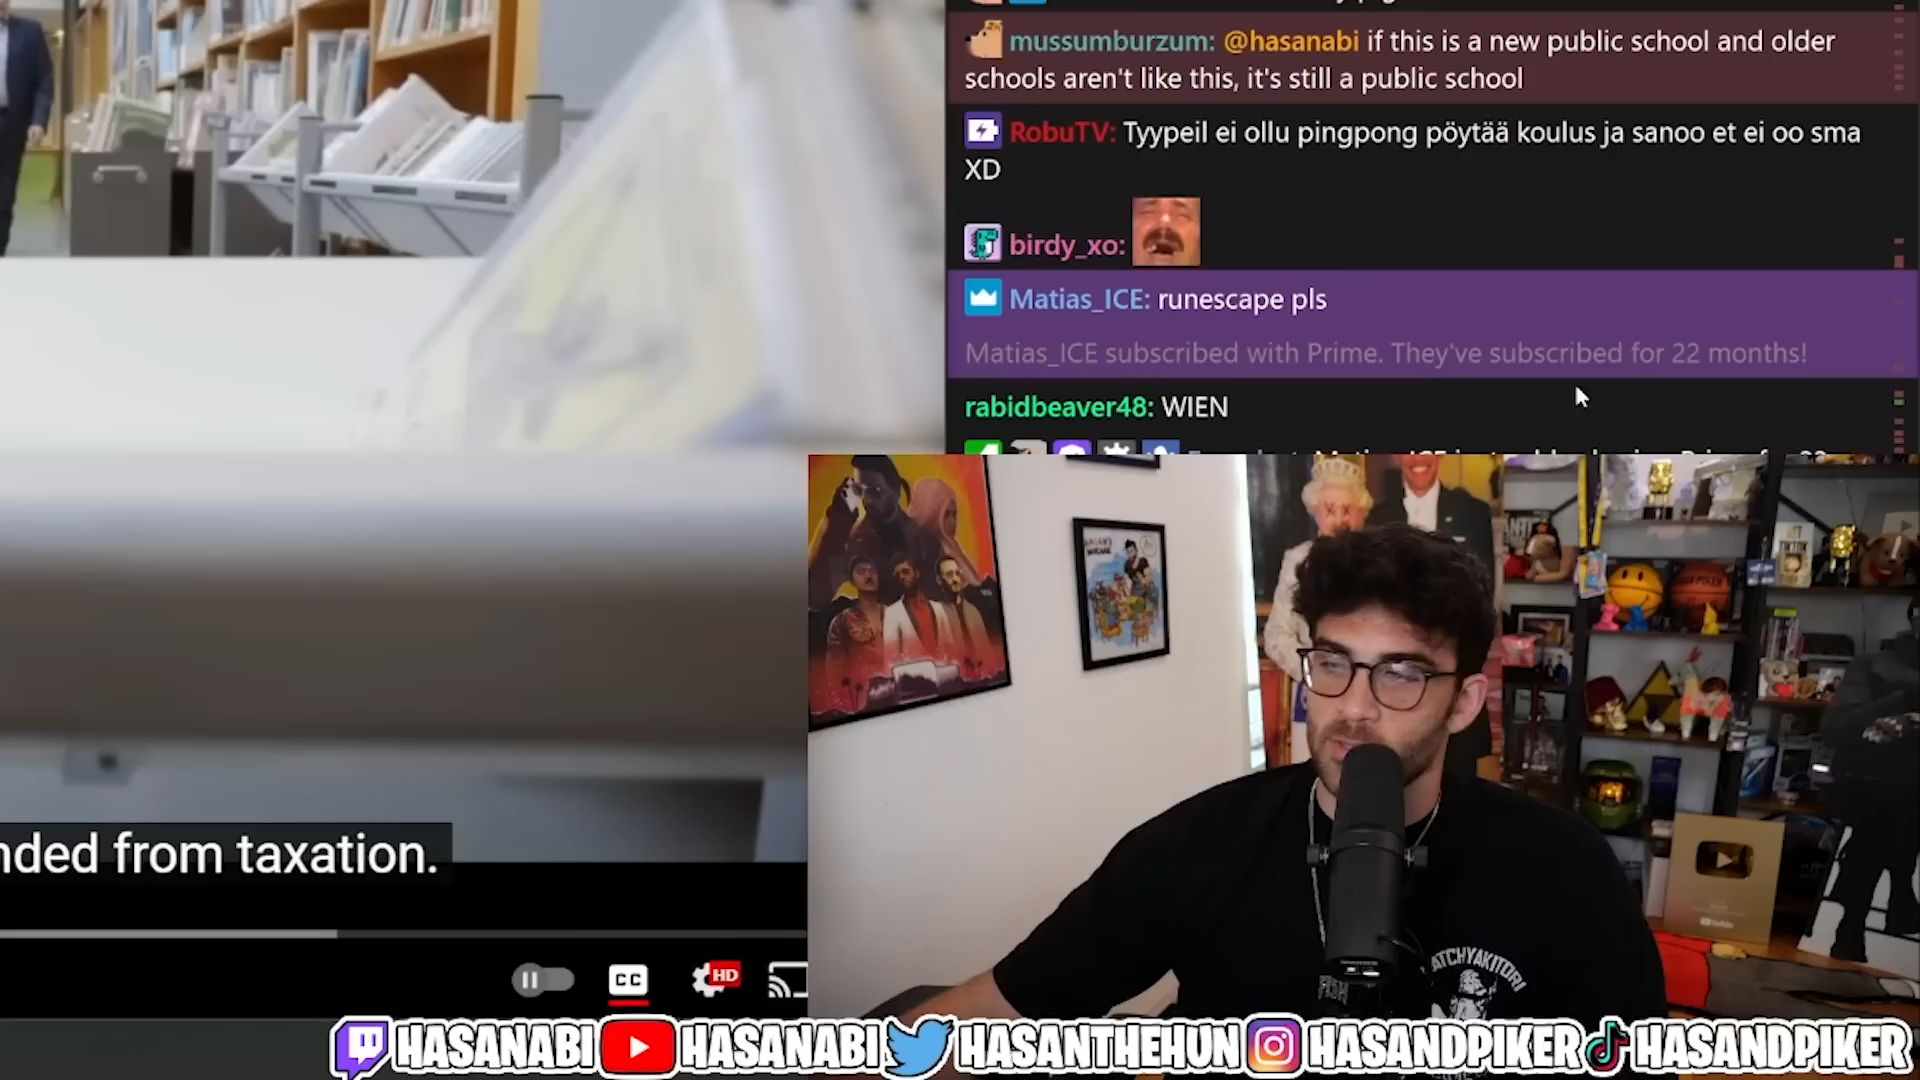 mussumburzum: @hasanabi if this is a new public school and older
schools aren't like this, it's still a public school
RobuTV: Tyypeil ei ollu pingpong pöytää koulus ja sanoo et ei oo sma
XD
birdy_xo:
Matias_ICE: runescape pls
Matias_ICE subscribed with Prime. They've subscribed for 22 months!
rabidbeaver48: WIEN
nded from taxation.
CC
HD
ATCHYAKITORI
HASANABI HASANABI HASANTHEHUN HASANDPIKER HASANDPIKER